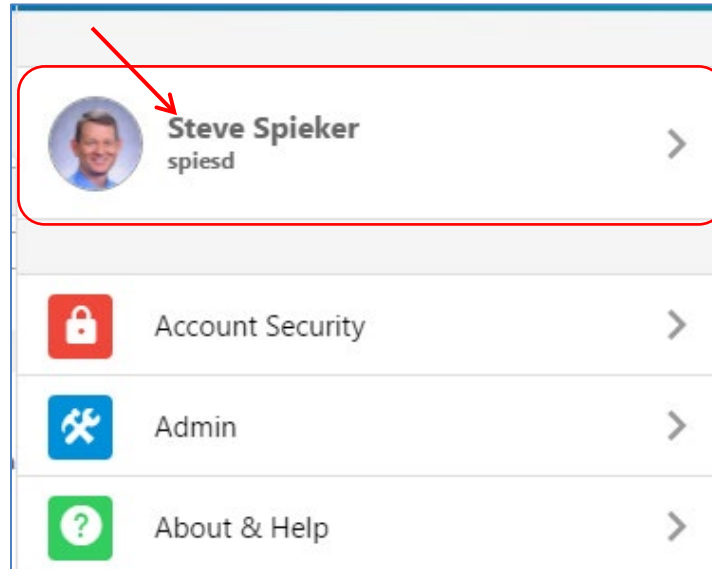 Steve Spieker
spiesd
Account Security
Admin
About & Help